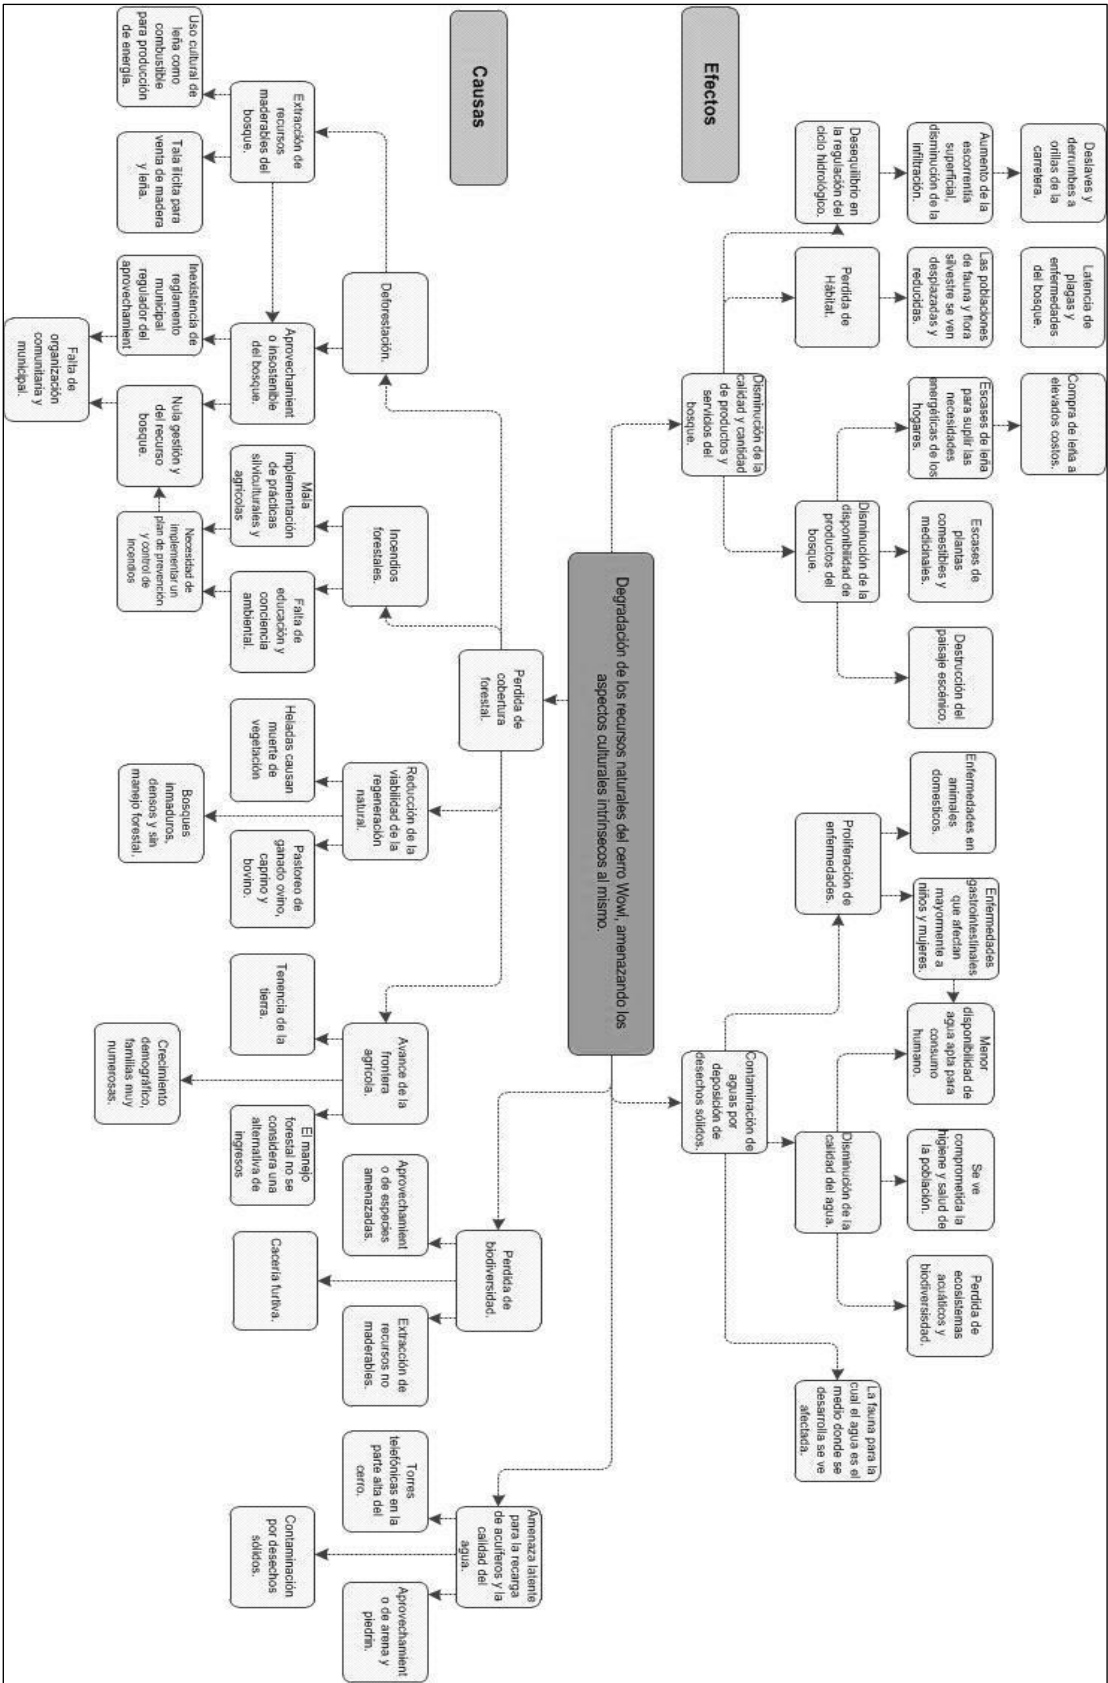 Deslaves y
derrumbes a
orillas de la
carretera.
Latencia de
plagas y
enfermedades
del bosque.
Compra de leña a
elevados costos.
Aumento de la
escorrentía
superficial,
disminución de la
infiltración.
Las poblaciones
de fauna y flora
silvestre se ven
desplazadas y
reducidas.
Escases de leña
para suplir las
necesidades
energéticas de los
hogares.
Escases de
plantas
comestibles y
medicinales.
Destrucción del
paisaje escénico.
Enfermedades en
animales
domesticos.
Enfermedades
gastrointestinales
que afectan
mayormente a
niños y mujeres.
Menor
disponibilidad de
agua apta para
consumo
humano.
Se ve
comprometida la
higiene y salud de
la población.
Perdida de
ecosistemas
acuáticos y
biodiversisdad.
Desequilibrio en
la regulación del
ciclo hidrológico.
Perdida de
Hábitat.
Disminución de la
disponibilidad de
productos del
bosque.
Proliferación de
enfermedades.
Disminución de la
calidad del agua.
La fauna para la
cual el agua es el
medio donde se
desarrolla se ve
afectada.
Efectos
Disminución de la
calidad y cantidad
de productos y
servicios del
bosque.
Contaminación de
aguas por
deposición de
desechos sólidos.
Degradación de los recursos naturales del cerro Wowl, amenazando los
aspectos culturales intrínsecos al mismo.
Causas
Perdida de
cobertura
forestal.
Perdida de
biodiversidad.
Amenaza latente
para la recarga
de acuíferos y la
calidad del
agua.
Deforestación.
Incendios
forestales.
Reducción de la
viabilidad de la
regeneración
natural.
Avance de la
frontera
agrícola.
Aprovechamient
o de especies
amenazadas.
Extracción de
recursos no
maderables.
Torres
telefónicas en la
parte alta del
cerro.
Aprovechamient
o de arena y
piedrin.
Extracción de
recursos
maderables del
bosque.
Aprovechamient
o insostenible
del bosque.
Mala
implementación
de prácticas
silviculturales y
agrícolas
Falta de
educación y
conciencia
ambiental.
Heladas causan
muerte de
vegetación
Pastoreo de
ganado ovino,
caprino y
bovino.
Tenencia de la
tierra.
El manejo
forestal no se
considera una
alternativa de
ingresos
Cacería furtiva.
Contaminación
por desechos
sólidos.
Uso cultural de
leña como
combustible
para producción
de energía.
Tala ilícita para
venta de madera
y leña.
Inexistencia de
reglamento
municipal
regulador del
aprovechamient
Nula gestión y
del recurso
bosque.
Necesidad de
implementar un
plan de prevención
y control de
incendios
Bosques
inmaduros,
densos y sin
manejo forestal,
Crecimiento
demográfico,
familias muy
numerosas.
Falta de
organización
comunitaria y
municipal.